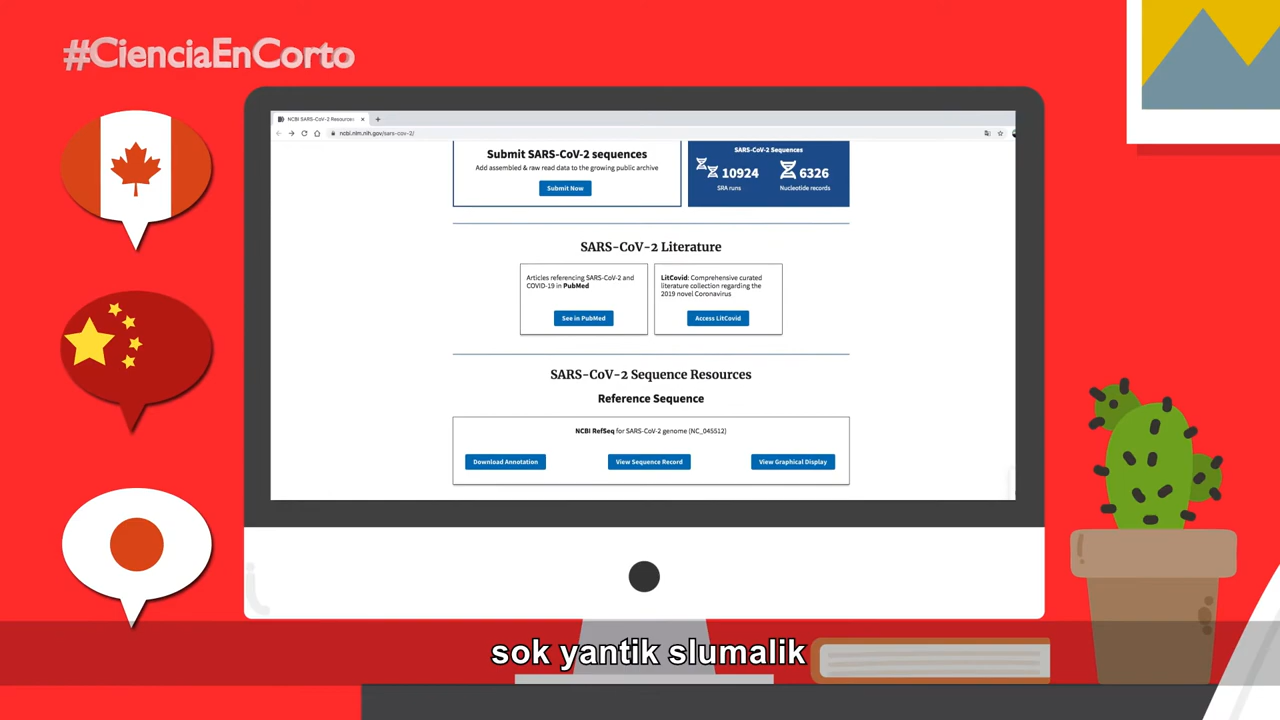 #CienciaEnCorto
NCBI SARS-CoV-2 Resources
ncbi.nlm.nih.gov/sars-cov-2/
Submit SARS-CoV-2 sequences
Add assembled & raw read data to the growing public archive
Submit Now
SARS-CoV-2 Sequences
10924
SRA runs
6326
Nucleotide records
SARS-CoV-2 Literature
Articles referencing SARS-CoV-2 and
COVID-19 in PubMed
See in PubMed
LitCovid: Comprehensive curated
literature collection regarding the
2019 novel Coronavirus
Access LitCovid
SARS-CoV-2 Sequence Resources
Reference Sequence
NCBI RefSeq for SARS-CoV-2 genome (NC_045512)
Download Annotation
View Sequence Record
View Graphical Display
sok yantik slumalik